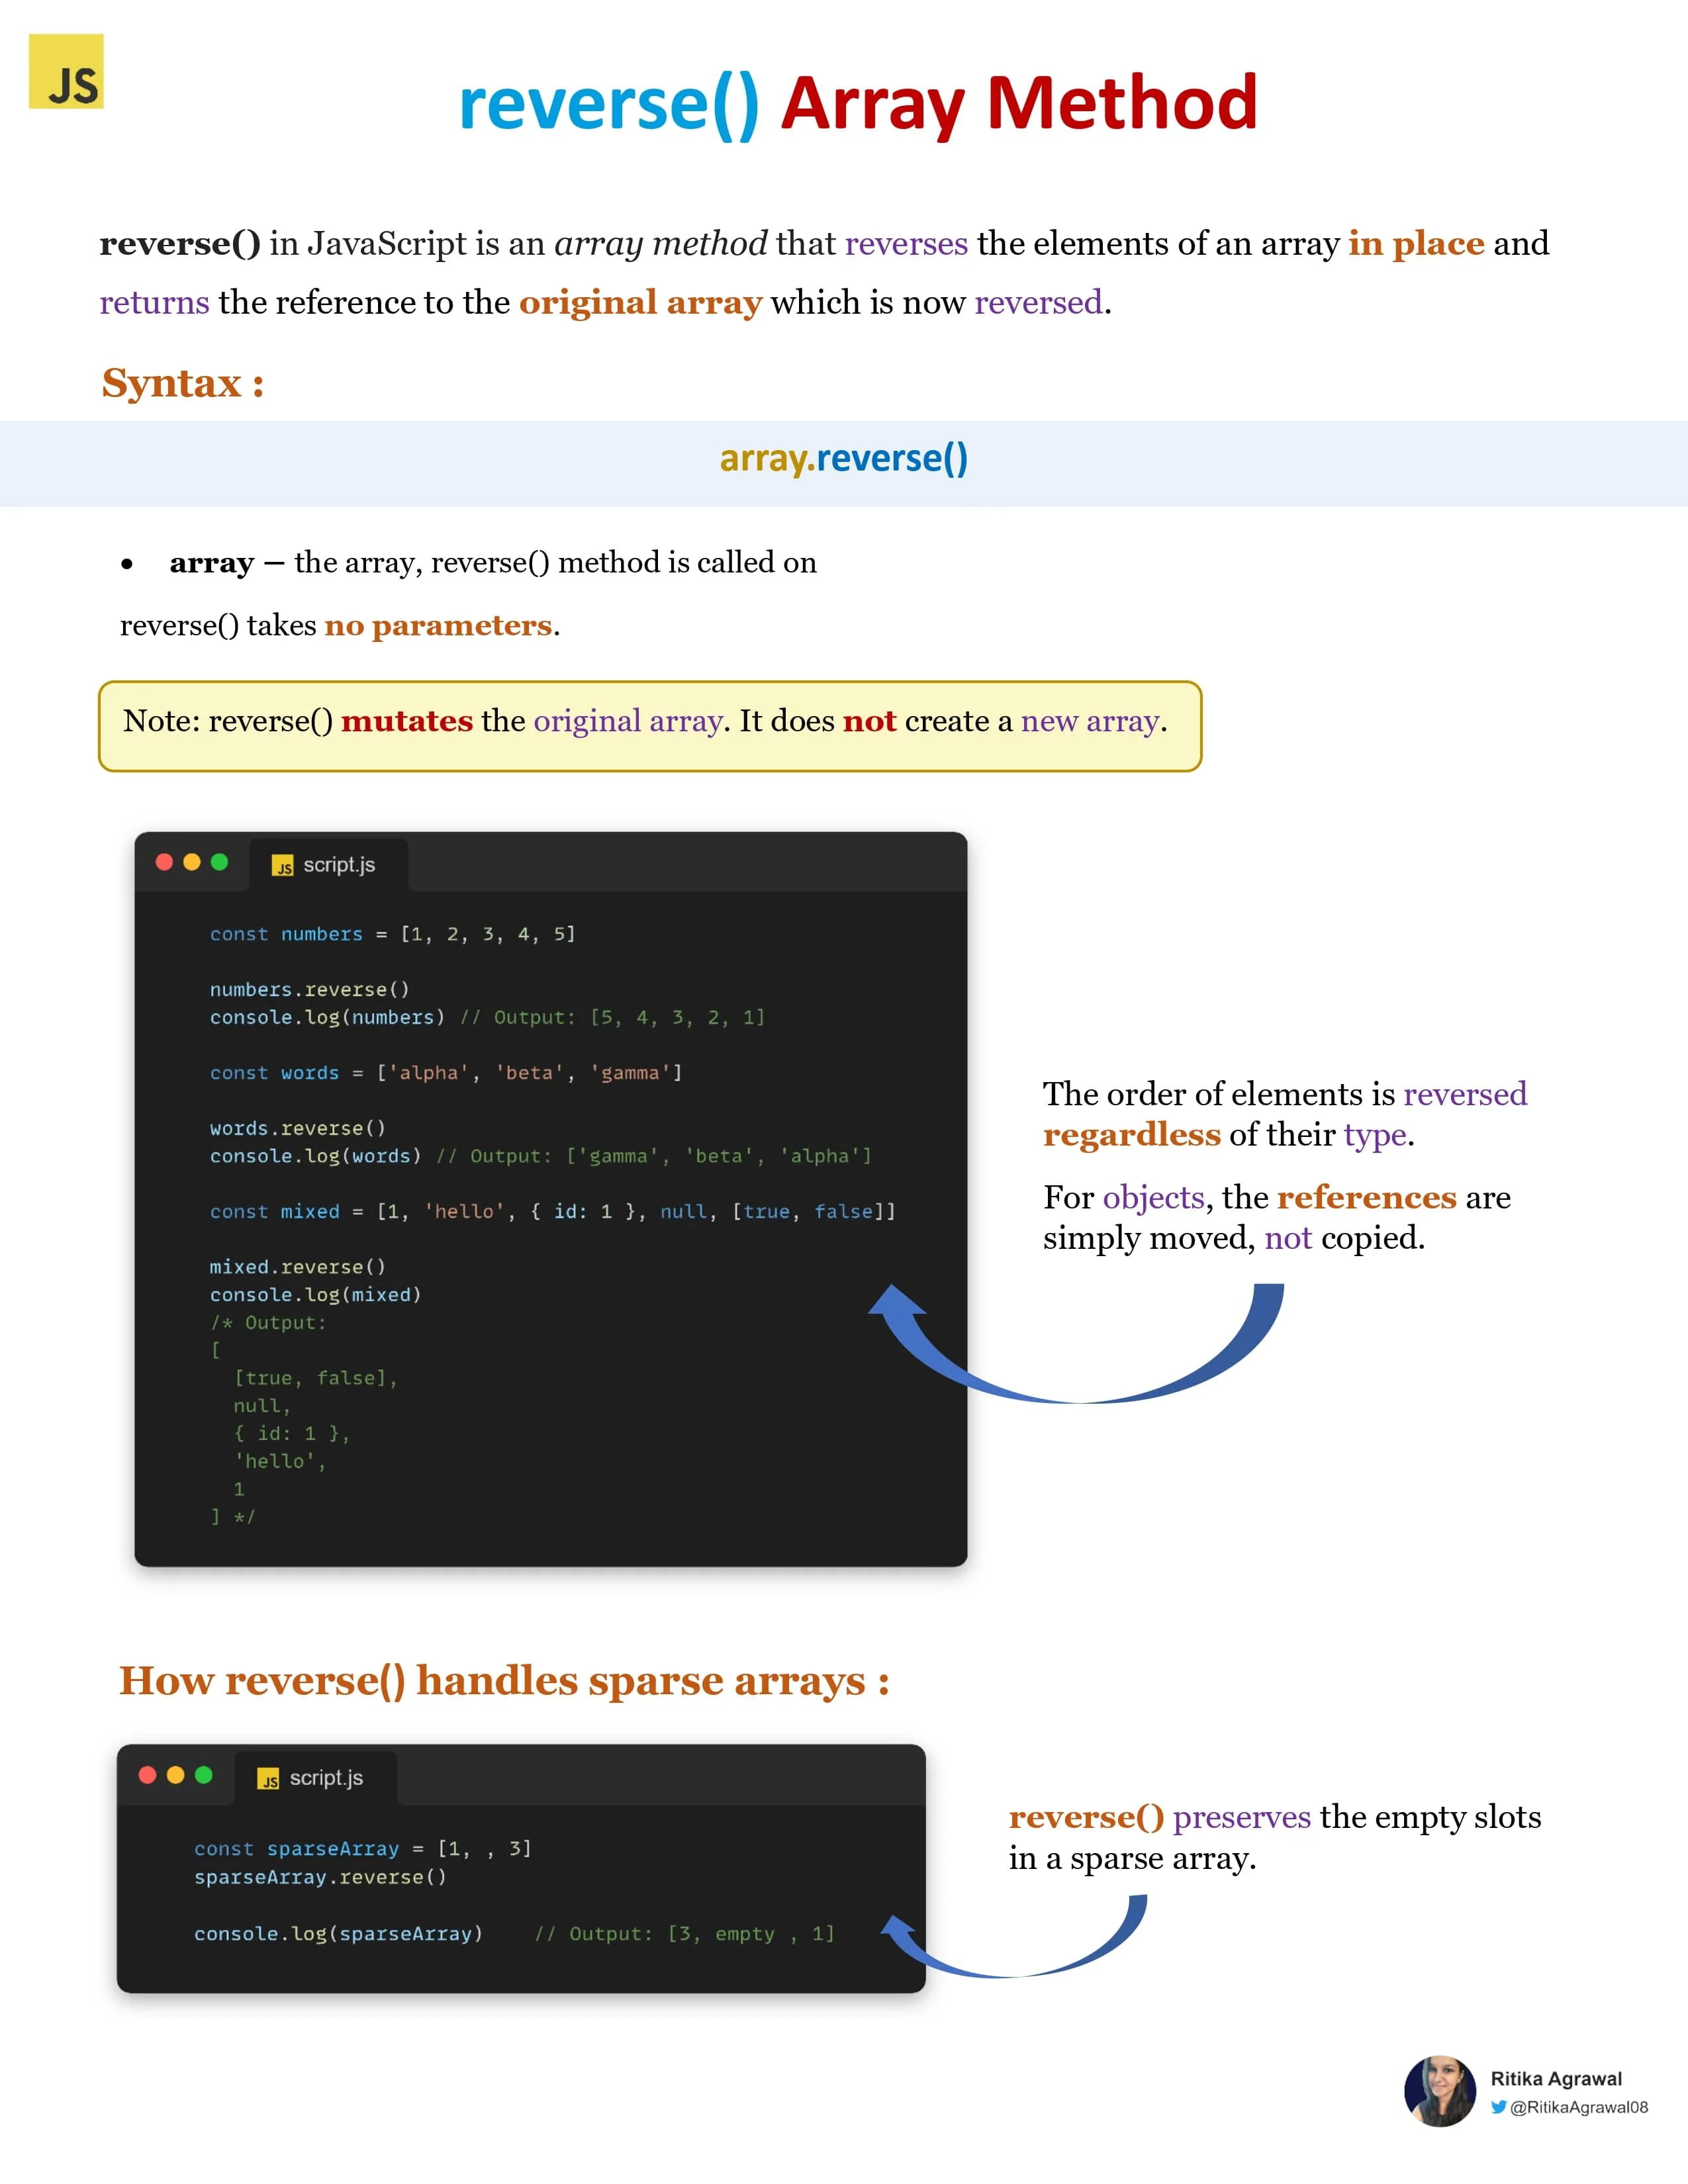 JS
reverse() Array Method
reverse() in JavaScript is an array method that reverses the elements of an array in place and
returns the reference to the original array which is now reversed.
Syntax :
array.reverse()
• array – the array, reverse() method is called on
reverse() takes no parameters.
Note: reverse() mutates the original array. It does not create a new array.
JS script.js
const numbers = [1, 2, 3, 4, 5]
numbers.reverse()
console.log(numbers) // Output: [5, 4, 3, 2, 1]
const words = ['alpha', 'beta', 'gamma']
words.reverse()
console.log(words) // Output: ['gamma', 'beta', 'alpha']
const mixed = [1, 'hello', { id: 1 }, null, [true, false]]
mixed.reverse()
console.log(mixed)
/* Output:
[
  [true, false],
  null,
  { id: 1 },
  'hello',
  1
] */
The order of elements is reversed
regardless of their type.
For objects, the references are
simply moved, not copied.
How reverse() handles sparse arrays :
JS script.js
const sparseArray = [1, , 3]
sparseArray.reverse()
console.log(sparseArray) // Output: [3, empty , 1]
reverse() preserves the empty slots
in a sparse array.
Ritika Agrawal
@RitikaAgrawal08